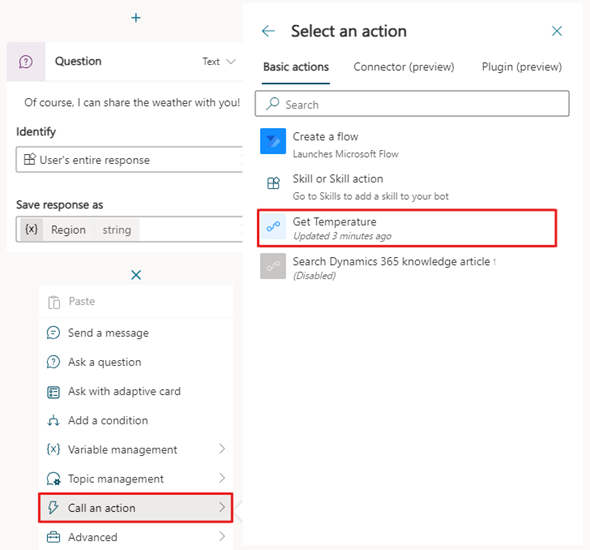 Question
Text
Of course, I can share the weather with you!
Identify
User's entire response
Save response as
{x} Region string
Paste
Send a message
Ask a question
Ask with adaptive card
Add a condition
{x} Variable management
Topic management
Call an action
Advanced
Select an action
Basic actions
Connector (preview)
Plugin (preview)
Search
Create a flow
Launches Microsoft Flow
Skill or Skill action
Go to Skills to add a skill to your bot
Get Temperature
Updated 3 minutes ago
Search Dynamics 365 knowledge article
(Disabled)